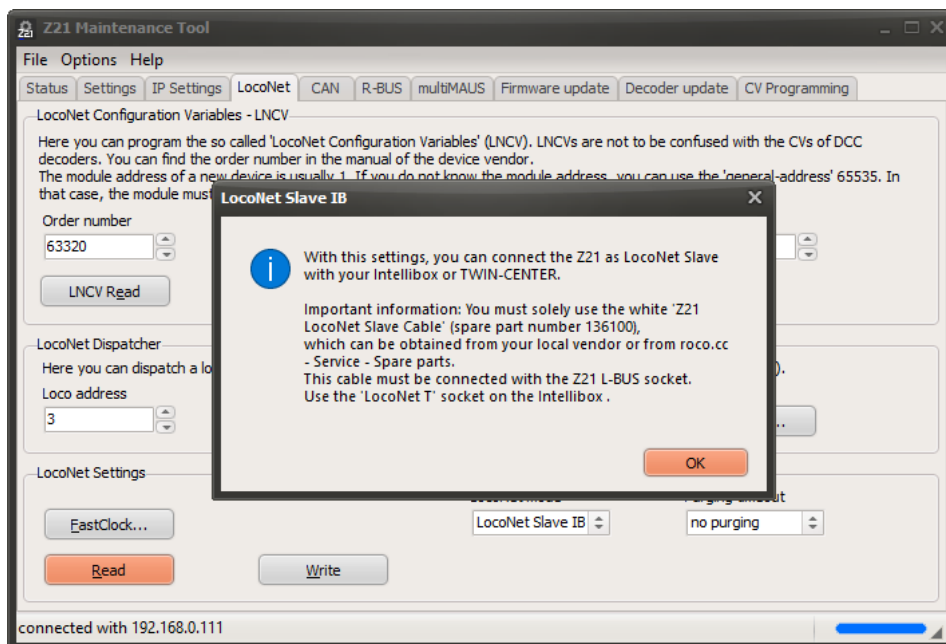 Z21 Maintenance Tool
File Options Help
Status Settings IP Settings LocoNet CAN R-BUS multiMAUS Firmware update Decoder update CV Programming
LocoNet Configuration Variables - LNCV
Here you can program the so called 'LocoNet Configuration Variables' (LNCV). LNCVs are not to be confused with the CVs of DCC
decoders. You can find the order number in the manual of the device vendor.
The module address of a new device is usually 1. If you do not know the module address, you can use the 'general-address' 65535. In
that case, the module must
Order number
63320
LNCV Read
LocoNet Slave IB
With this settings, you can connect the Z21 as LocoNet Slave
with your Intellibox or TWIN-CENTER.
Important information: You must solely use the white 'Z21
LocoNet Slave Cable' (spare part number 136100),
which can be obtained from your local vendor or from roco.cc
- Service - Spare parts.
This cable must be connected with the Z21 L-BUS socket.
Use the 'LocoNet T' socket on the Intellibox .
OK
LocoNet Dispatcher
Here you can dispatch a lo
).
Loco address
3
..
LocoNet Settings
FastClock...
LocoNet Slave IB
no purging
Read
Write
connected with 192.168.0.111